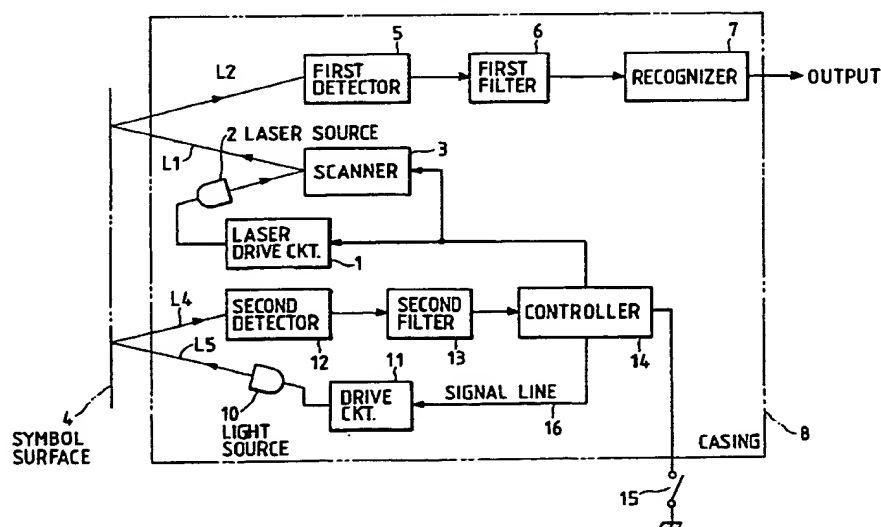 5
6
7
L2
FIRST
DETECTOR
FIRST
FILTER
RECOGNIZER
OUTPUT
2 LASER SOURCE
3
L1
SCANNER
LASER
DRIVE CKT.
1
L4
SECOND
DETECTOR
SECOND
FILTER
CONTROLLER
12
13
14
L5
11
10
LIGHT
SOURCE
DRIVE
CKT.
SIGNAL LINE
16
4
SYMBOL
SURFACE
CASING
8
15